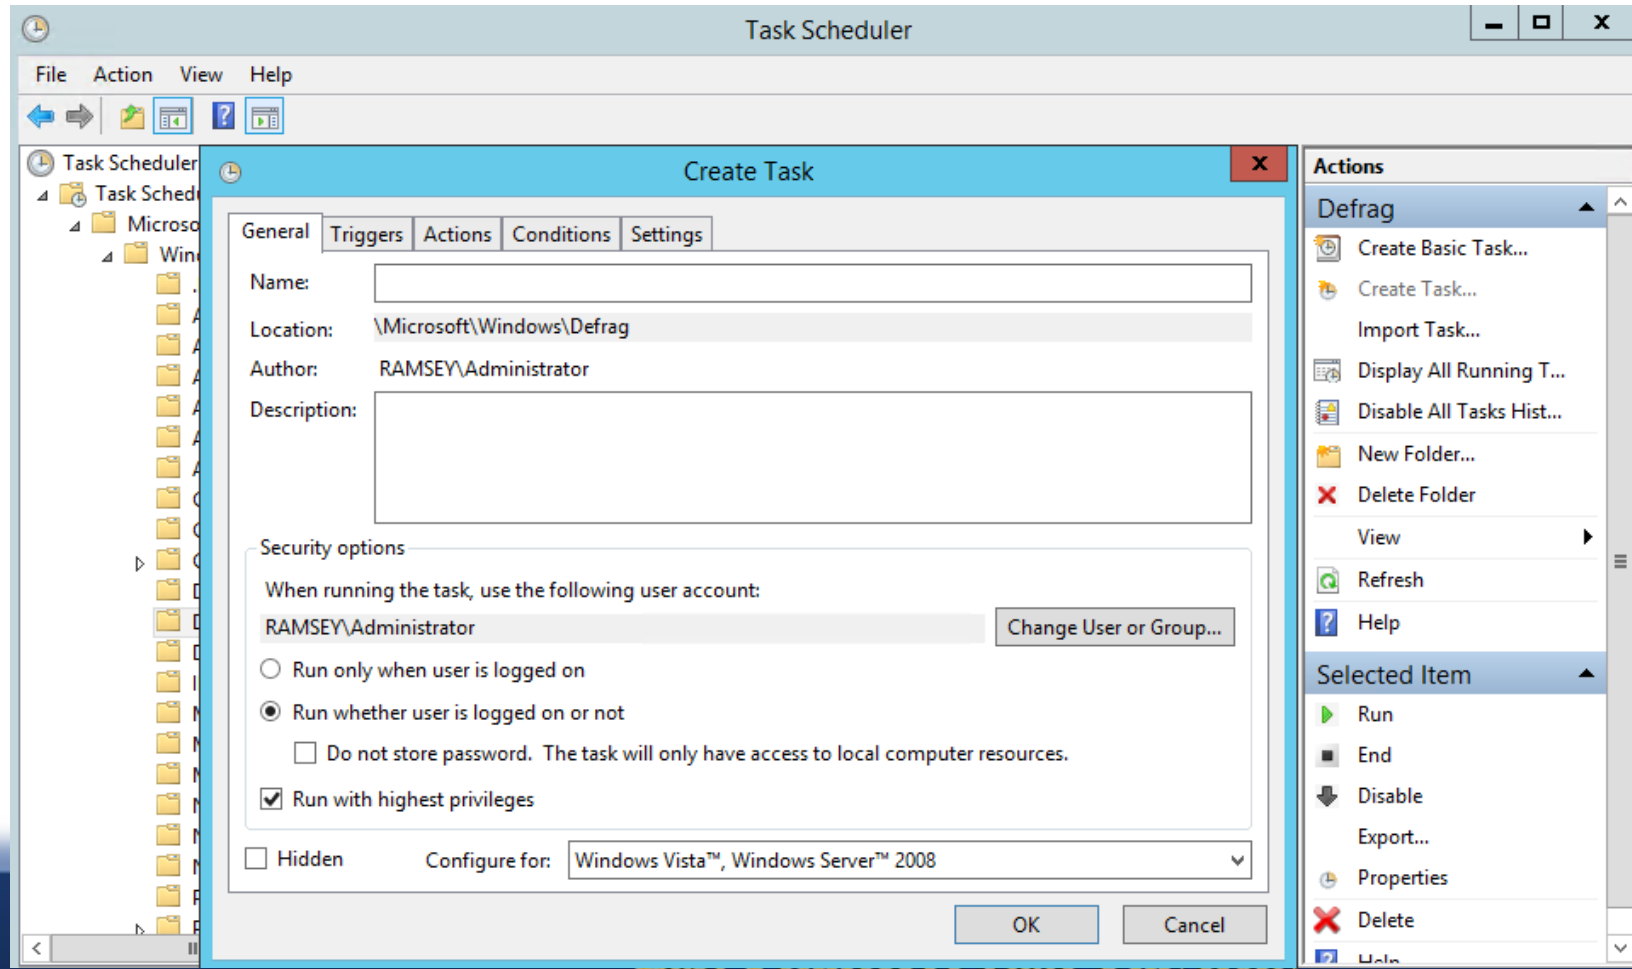 Task Scheduler
File Action View Help
Task Scheduler
Create Task
General Triggers Actions Conditions Settings
Name:
Location: \Microsoft\Windows\Defrag
Author: RAMSEY\Administrator
Description:
Security options
When running the task, use the following user account:
RAMSEY\Administrator Change User or Group...
Run only when user is logged on
Run whether user is logged on or not
Do not store password. The task will only have access to local computer resources.
Run with highest privileges
Hidden Configure for: Windows Vista™, Windows Server™ 2008
OK Cancel
Actions
Defrag
Create Basic Task...
Create Task...
Import Task...
Display All Running T...
Disable All Tasks Hist...
New Folder...
Delete Folder
View
Refresh
Help
Selected Item
Run
End
Disable
Export...
Properties
Delete
Help